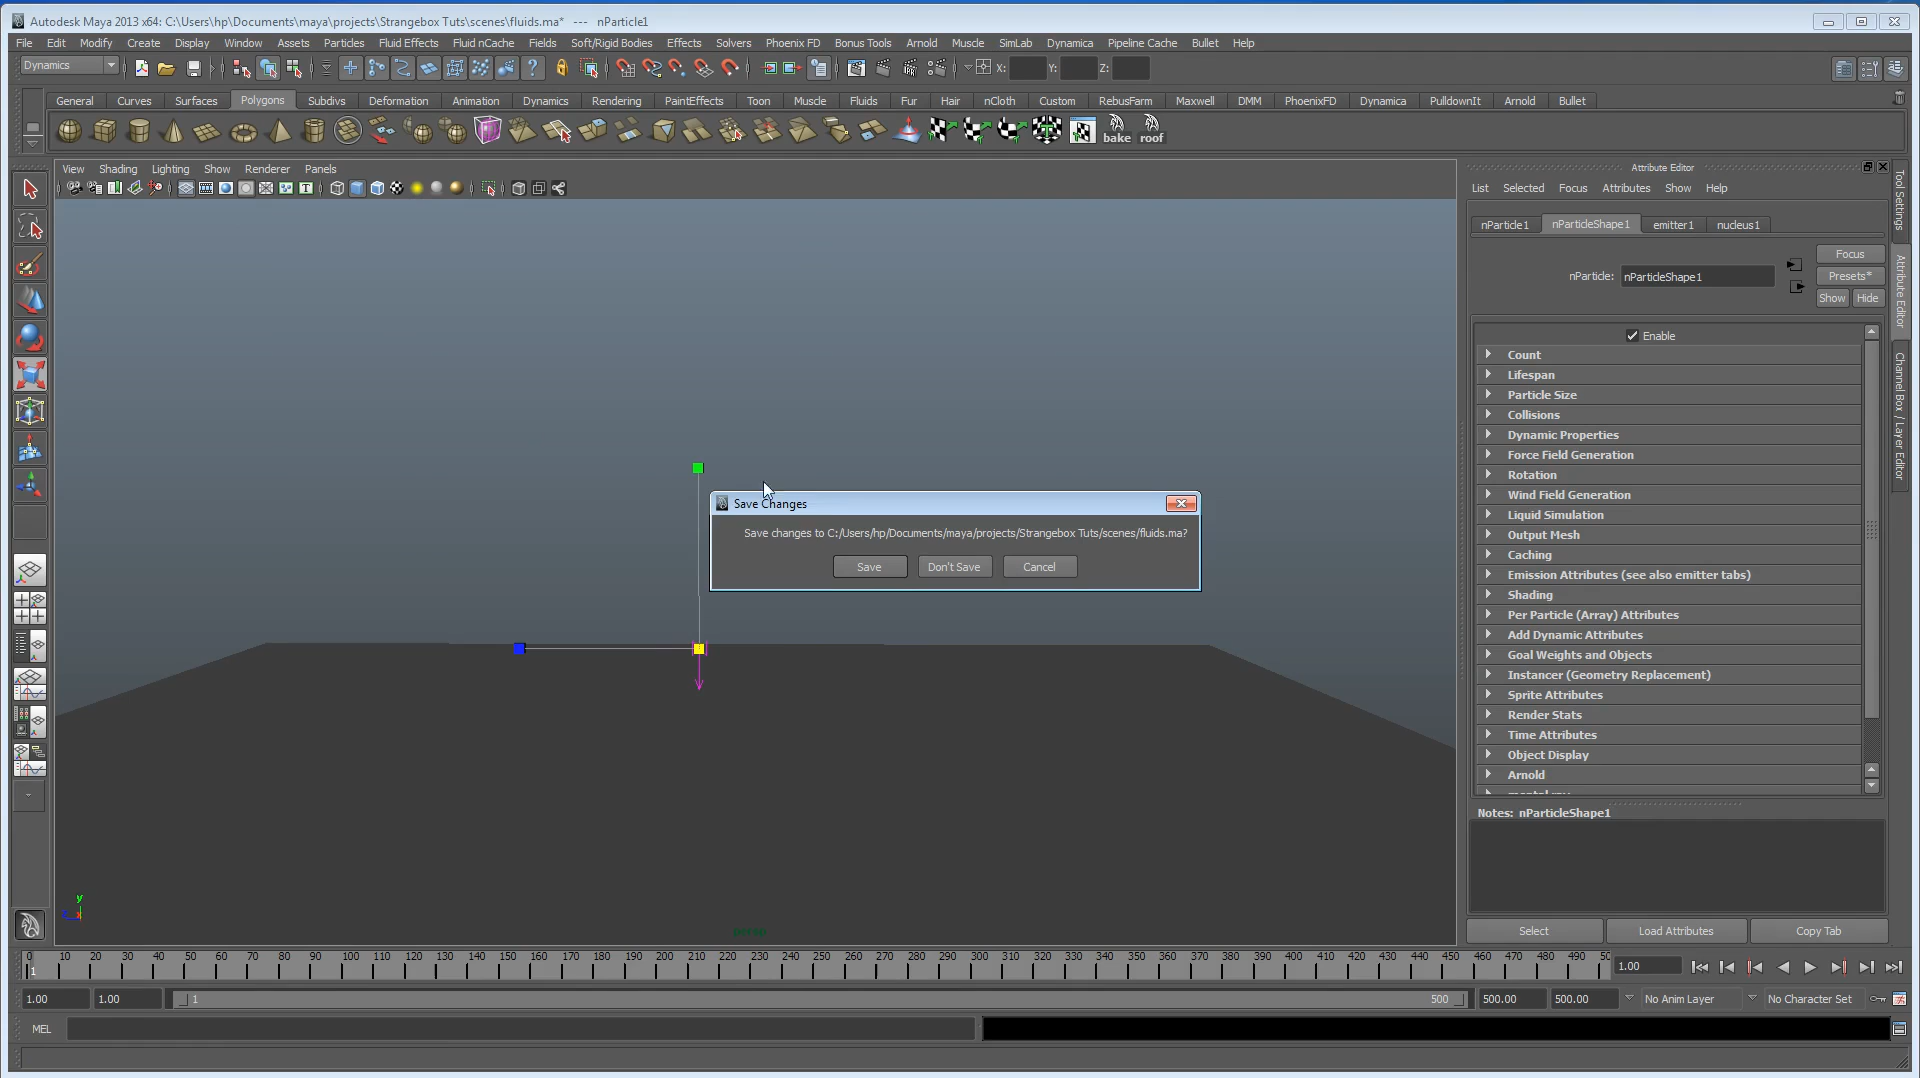 Autodesk Maya 2013 x64: C:\Users\hp\Documents\maya\projects\Strangebox Tuts\scenes\fluids.ma* --- nParticle1
File Edit Modify Create Display Window Assets Particles Fluid Effects Fluid nCache Fields Soft/Rigid Bodies Effects Solvers Phoenix FD Bonus Tools Arnold Muscle SimLab Dynamica Pipeline Cache Bullet Help
Dynamics X: Y: Z:
General Curves Surfaces Polygons Subdivs Deformation Animation Dynamics Rendering PaintEffects Toon Muscle Fluids Fur Hair nCloth Custom RebusFarm Maxwell DMM PhoenixFD Dynamica PulldownIt Arnold Bullet
bake roof
View Shading Lighting Show Renderer Panels
Save Changes
Save changes to C:/Users/hp/Documents/maya/projects/Strangebox Tuts/scenes/fluids.ma?
Save Don't Save Cancel
y
x
persp
Attribute Editor
List Selected Focus Attributes Show Help
nParticle1 nParticleShape1 emitter1 nucleus1
Focus
nParticle: nParticleShape1 Presets*
Show Hide
Enable
Count
Lifespan
Particle Size
Collisions
Dynamic Properties
Force Field Generation
Rotation
Wind Field Generation
Liquid Simulation
Output Mesh
Caching
Emission Attributes (see also emitter tabs)
Shading
Per Particle (Array) Attributes
Add Dynamic Attributes
Goal Weights and Objects
Instancer (Geometry Replacement)
Sprite Attributes
Render Stats
Time Attributes
Object Display
Arnold
Notes: nParticleShape1
Select Load Attributes Copy Tab
Tool Settings
Attribute Editor
Channel Box / Layer Editor
0 10 20 30 40 50 60 70 80 90 100 110 120 130 140 150 160 170 180 190 200 210 220 230 240 250 260 270 280 290 300 310 320 330 340 350 360 370 380 390 400 410 420 430 440 450 460 470 480 490 50
1 1.00
1.00 1.00 1 500 500.00 500.00 No Anim Layer No Character Set
MEL